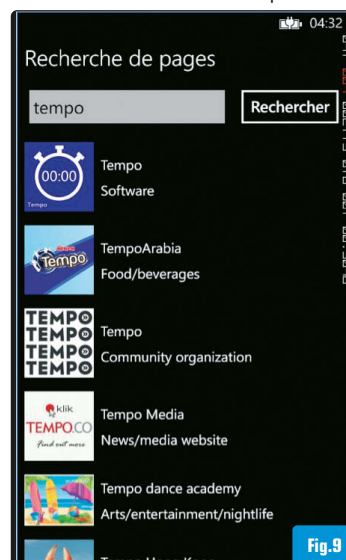 04:32
Recherche de pages
tempo
Rechercher
00:00
Tempo
Tempo
Software
Tempo
TempoArabia
Food/beverages
TEMPO
TEMPO
TEMPO
TEMPO
Tempo
Community organization
klik
TEMPO.CO
find out more
Tempo Media
News/media website
Tempo dance academy
Arts/entertainment/nightlife
Fig.9